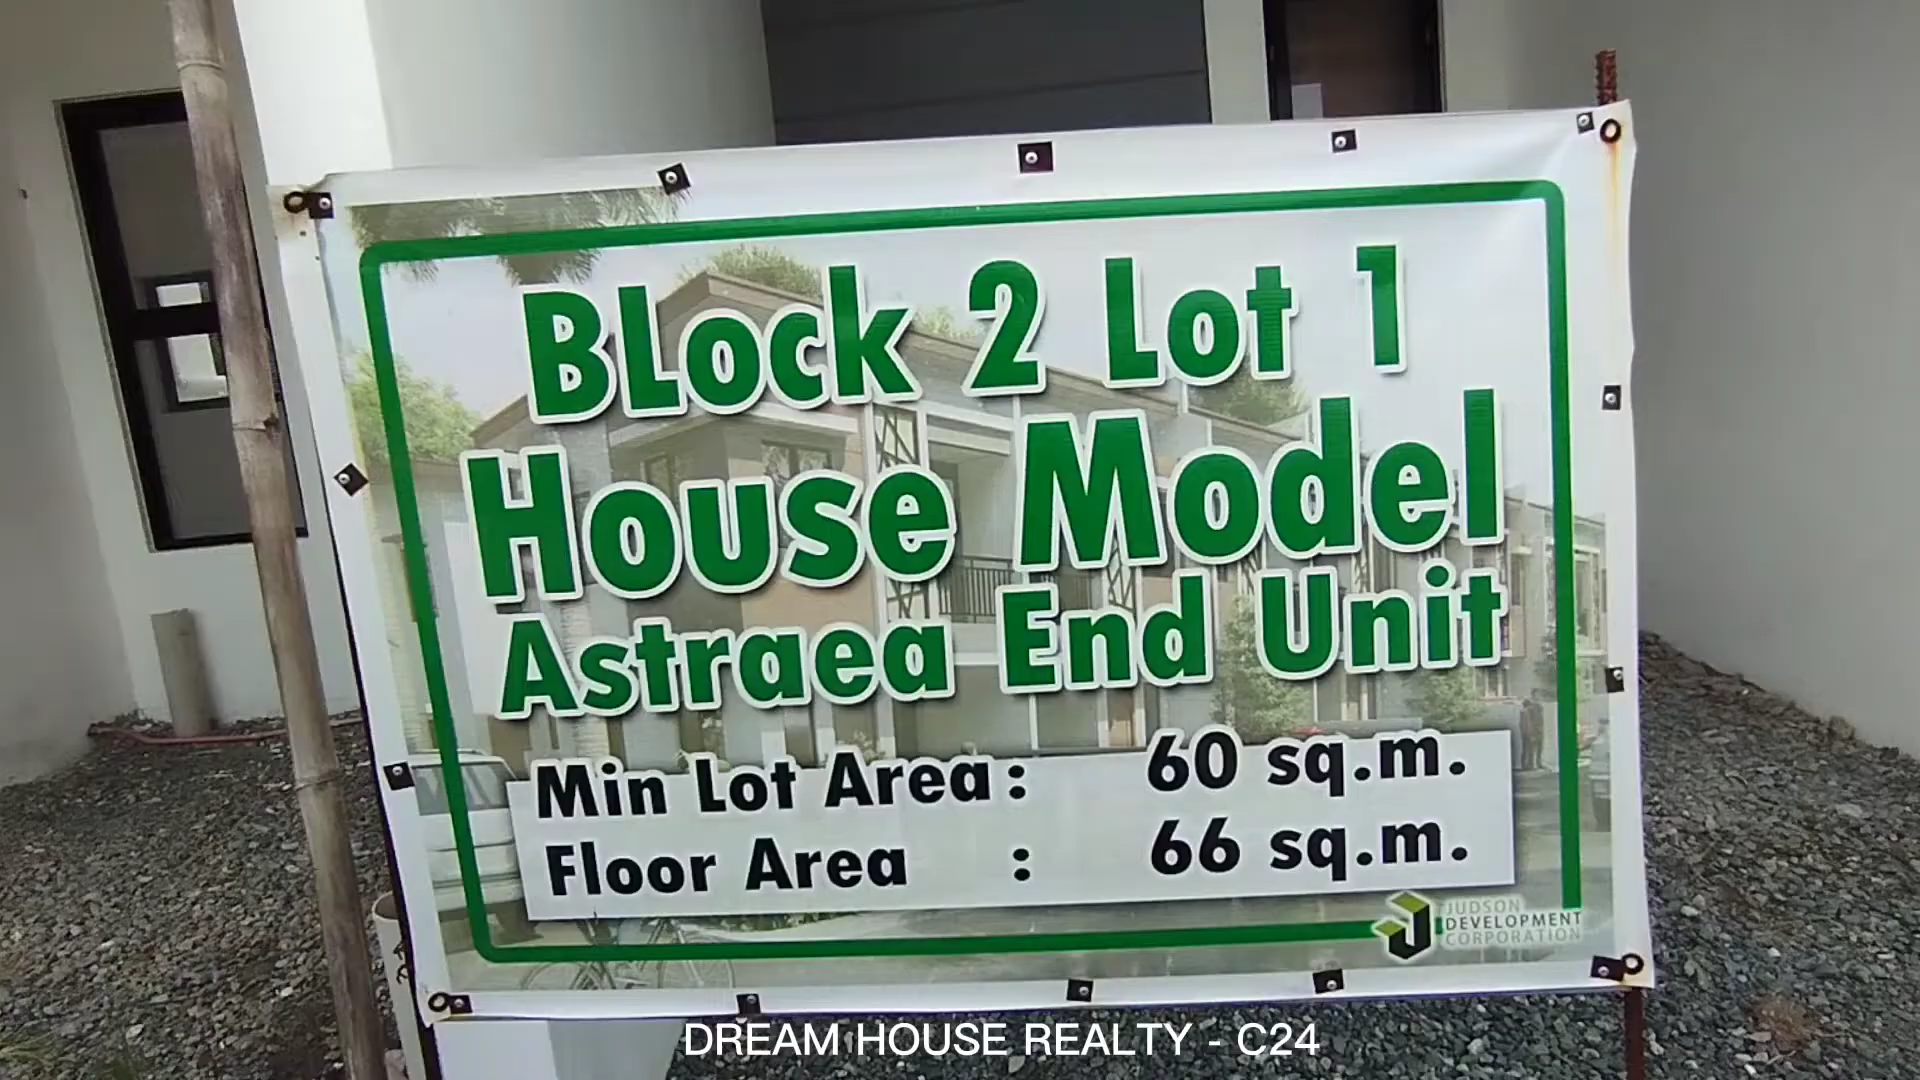 BLock 2 Lot 1
House Model
Astraea End Unit
Min Lot Area : 60 sq.m.
Floor Area : 66 sq.m.
JUDSON
DEVELOPMENT
CORPORATION
DREAM HOUSE REALTY - C24